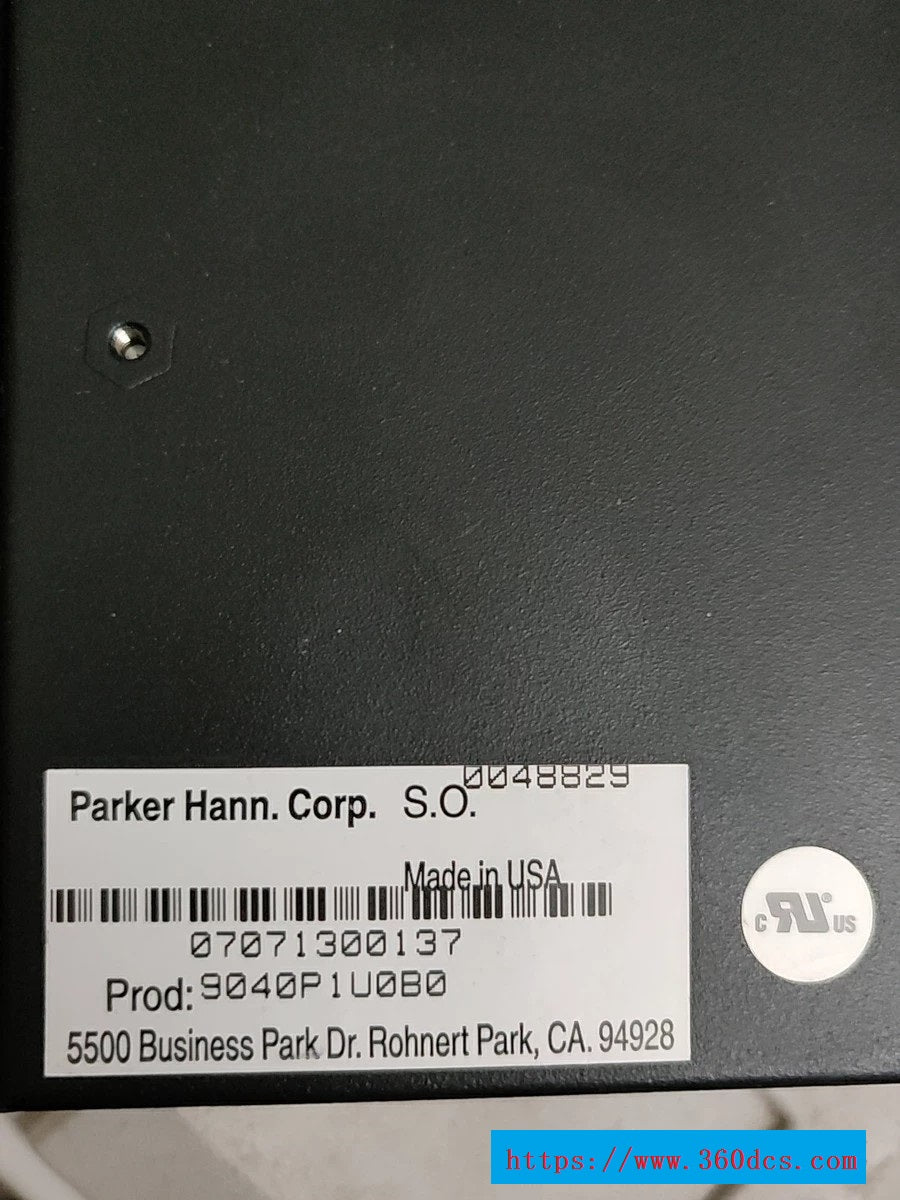 0048829
Parker Hann. Corp. S.O.
Made in USA
07071300137
Prod: 9040P1U0B0
5500 Business Park Dr. Rohnert Park, CA. 94928
c RU® US
https://www.360dcs.com